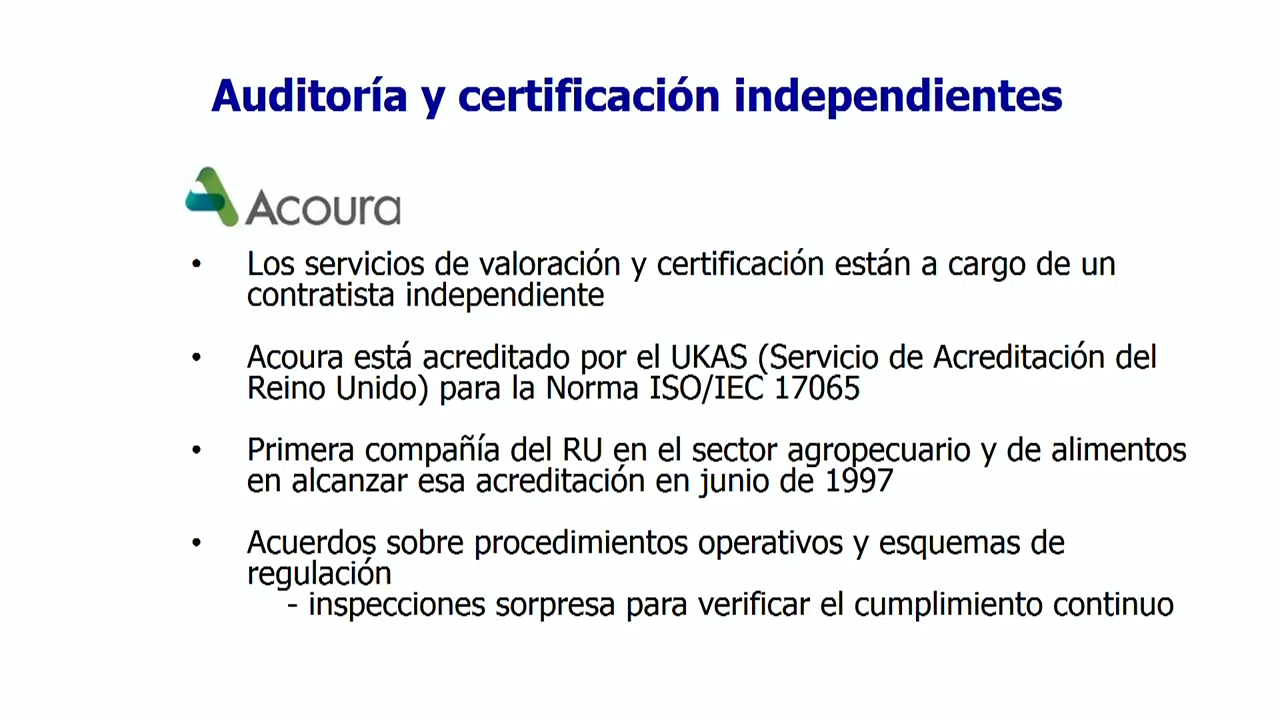 Auditoría y certificación independientes
Acoura
• Los servicios de valoración y certificación están a cargo de un
contratista independiente
• Acoura está acreditado por el UKAS (Servicio de Acreditación del
Reino Unido) para la Norma ISO/IEC 17065
• Primera compañía del RU en el sector agropecuario y de alimentos
en alcanzar esa acreditación en junio de 1997
• Acuerdos sobre procedimientos operativos y esquemas de
regulación
- inspecciones sorpresa para verificar el cumplimiento continuo